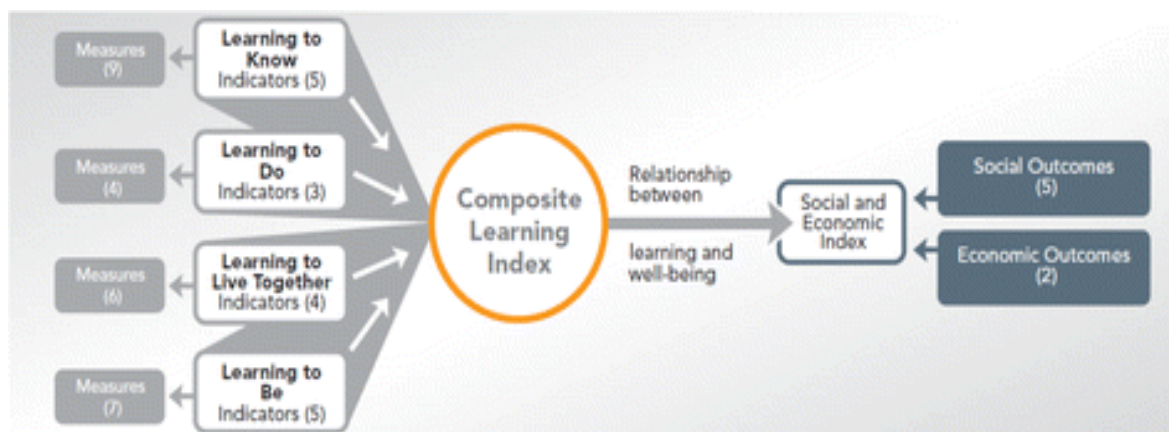 Measures
(9)
Learning to
Know
Indicators (5)
Measures
(4)
Learning to
Do
Indicators (3)
Measures
(6)
Learning to
Live Together
Indicators (4)
Measures
(7)
Learning to
Be
Indicators (5)
Composite
Learning
Index
Relationship
between
learning and
well-being
Social and
Economic
Index
Social Outcomes
(5)
Economic Outcomes
(2)